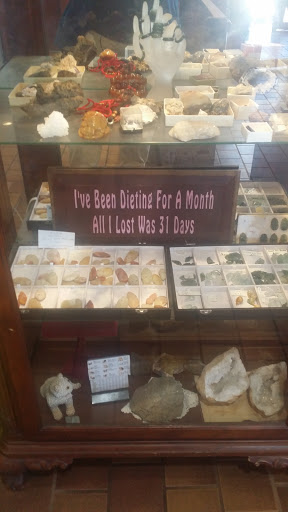 I've Been Dieting For A Month
All I Lost Was 31 Days